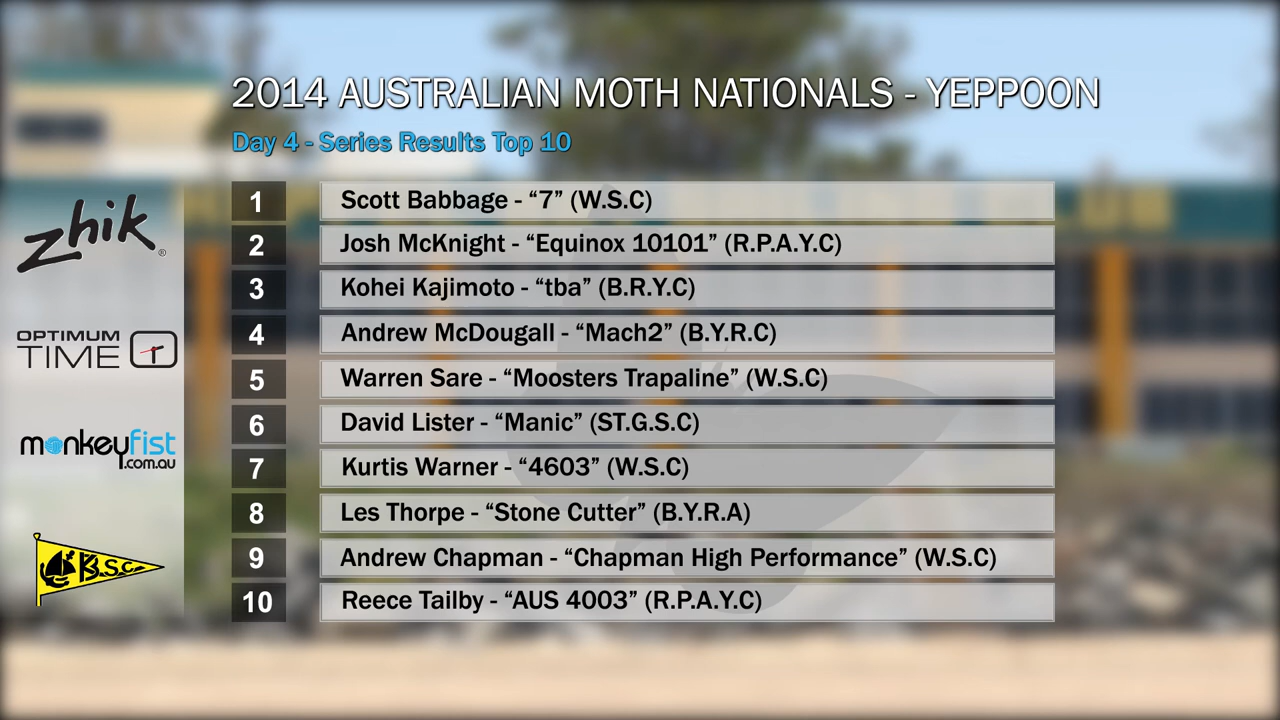 2014 AUSTRALIAN MOTH NATIONALS - YEPPOON
Day 4 - Series Results Top 10
1 Scott Babbage - “7” (W.S.C)
2 Josh McKnight - “Equinox 10101” (R.P.A.Y.C)
3 Kohei Kajimoto - “tba” (B.R.Y.C)
4 Andrew McDougall - “Mach2” (B.Y.R.C)
5 Warren Sare - “Moosters Trapaline” (W.S.C)
6 David Lister - “Manic” (ST.G.S.C)
7 Kurtis Warner - “4603” (W.S.C)
8 Les Thorpe - “Stone Cutter” (B.Y.R.A)
9 Andrew Chapman - “Chapman High Performance” (W.S.C)
10 Reece Tailby - “AUS 4003” (R.P.A.Y.C)
zhik®
OPTIMUM
TIME
monkeyfist
.com.au
K.B.S.C.